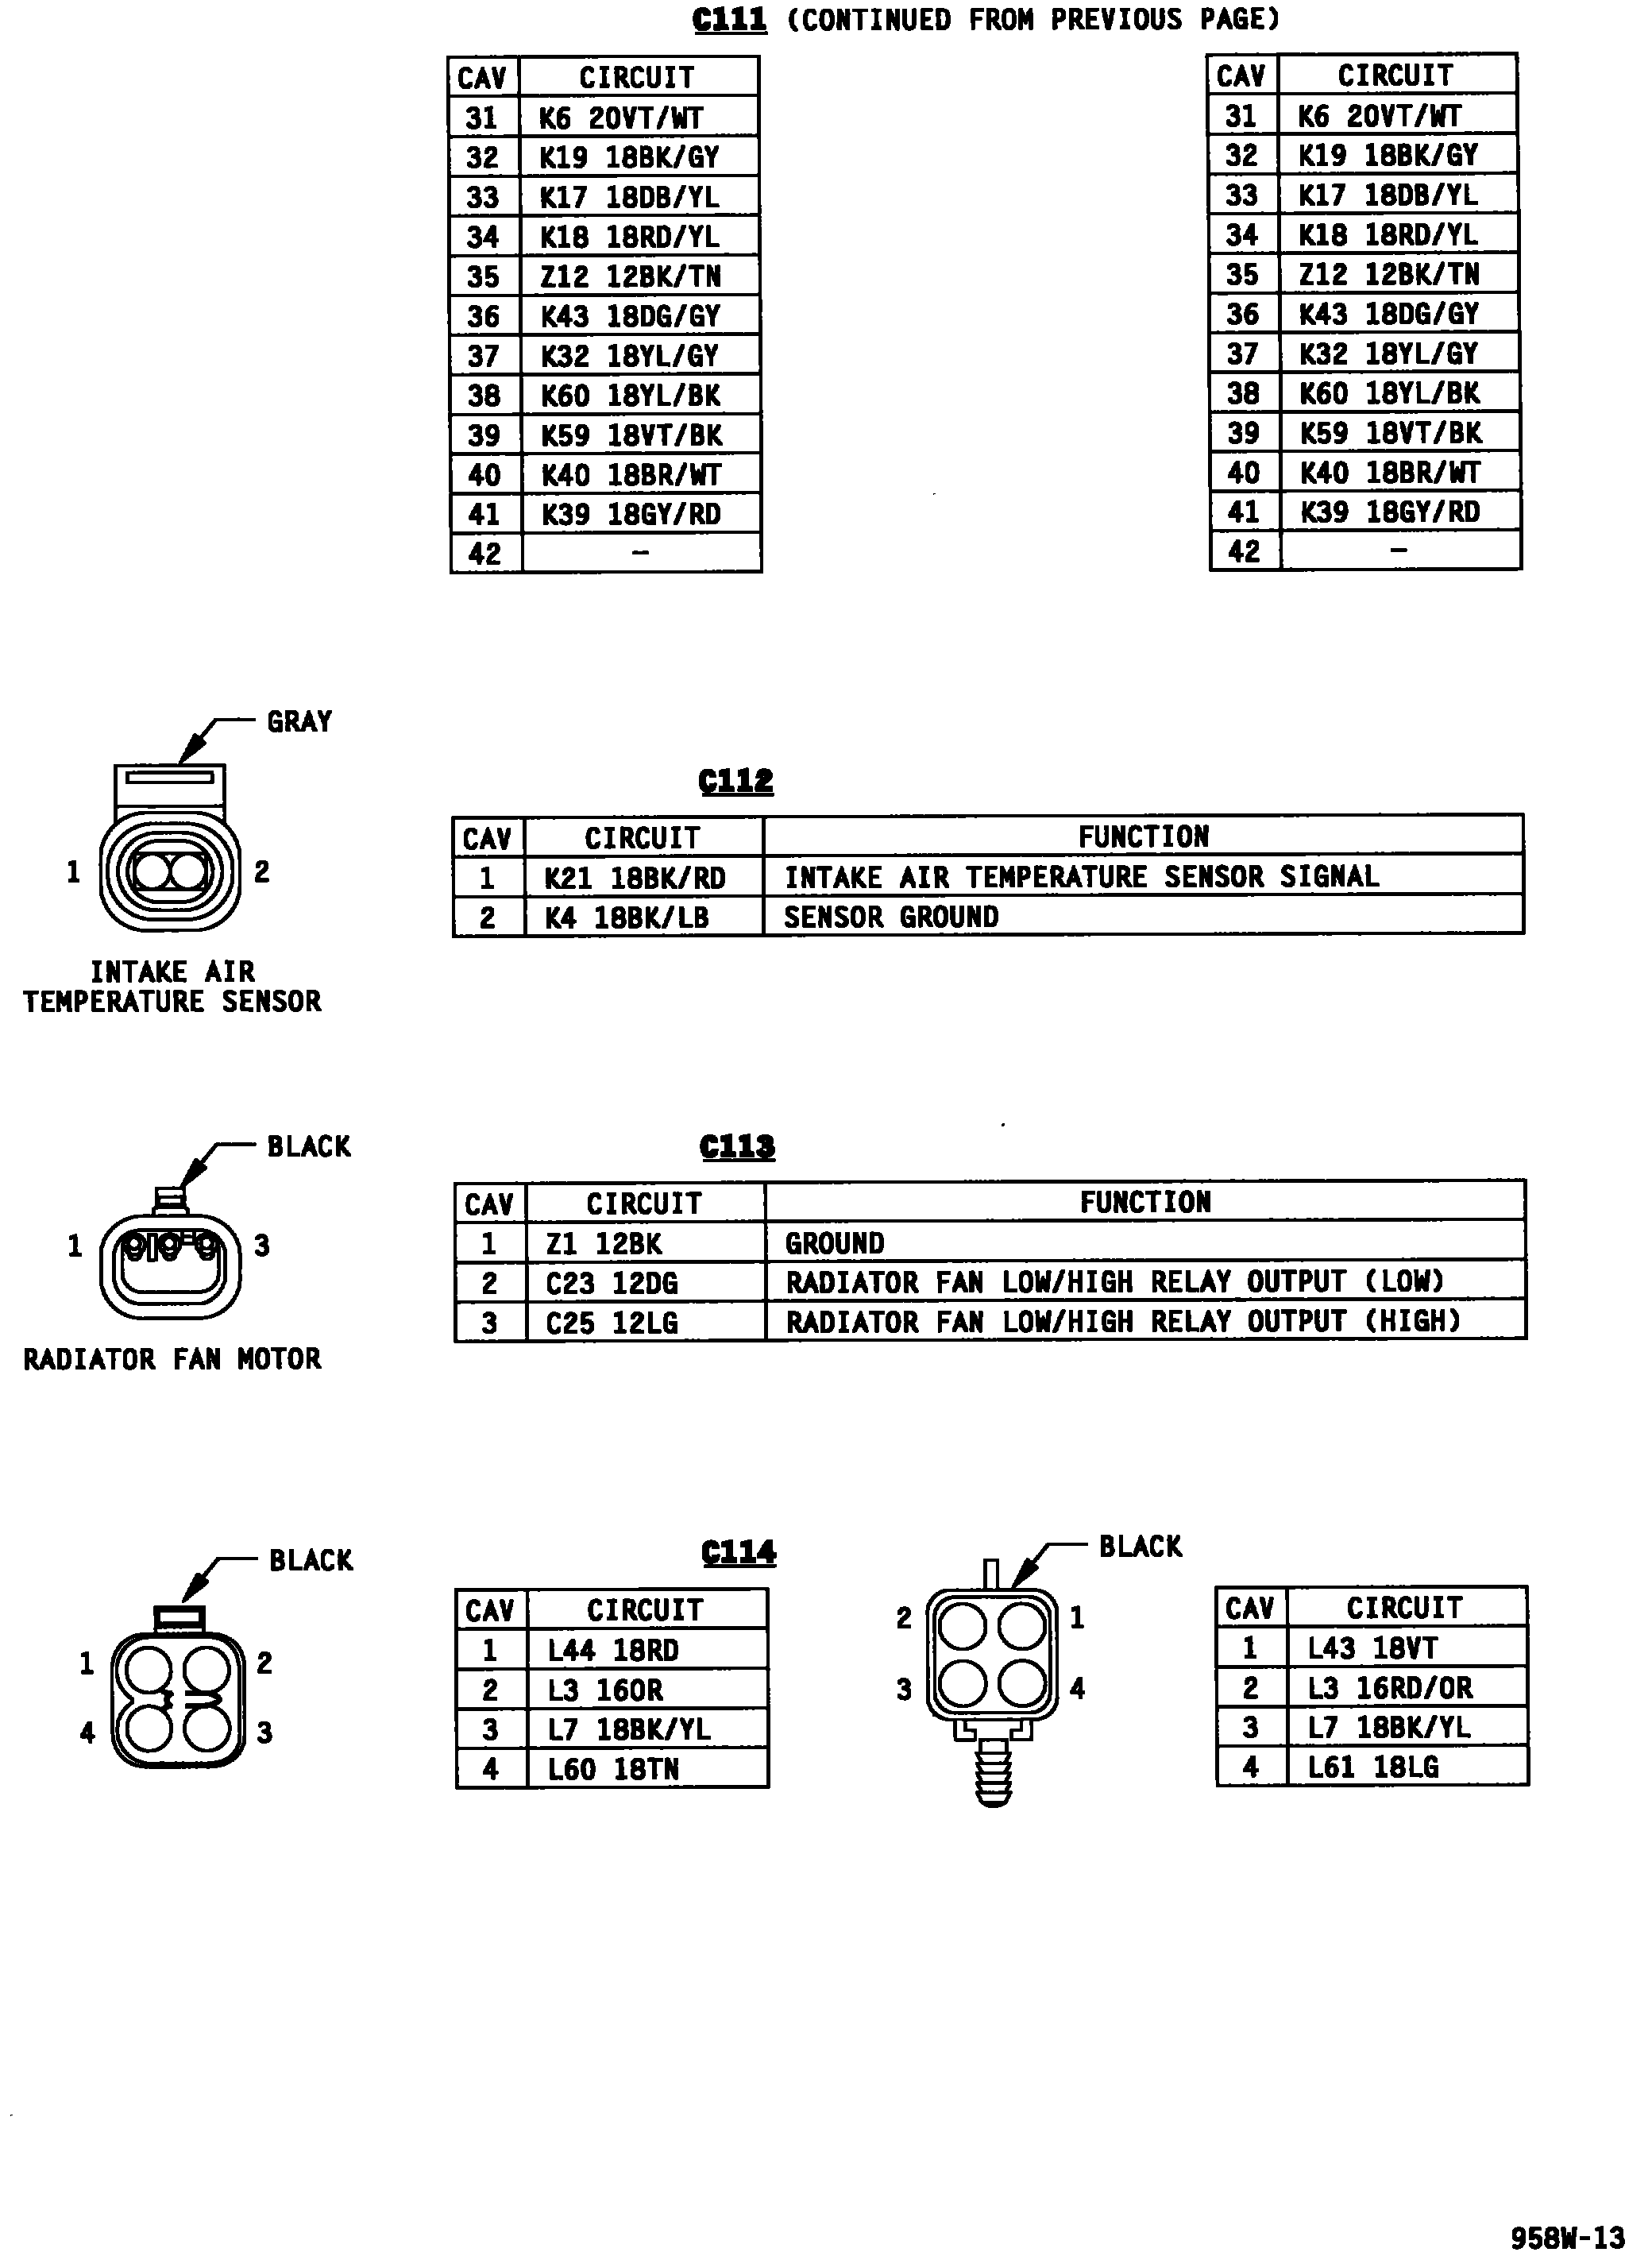 C111 (CONTINUED FROM PREVIOUS PAGE)
CAV CIRCUIT
31 K6 20VT/WT
32 K19 18BK/GY
33 K17 18DB/YL
34 K18 18RD/YL
35 Z12 12BK/TN
36 K43 18DG/GY
37 K32 18YL/GY
38 K60 18YL/BK
39 K59 18VT/BK
40 K40 18BR/WT
41 K39 18GY/RD
42 –
CAV CIRCUIT
31 K6 20VT/WT
32 K19 18BK/GY
33 K17 18DB/YL
34 K18 18RD/YL
35 Z12 12BK/TN
36 K43 18DG/GY
37 K32 18YL/GY
38 K60 18YL/BK
39 K59 18VT/BK
40 K40 18BR/WT
41 K39 18GY/RD
42 –
GRAY
1 2
INTAKE AIR
TEMPERATURE SENSOR
C112
CAV CIRCUIT FUNCTION
1 K21 18BK/RD INTAKE AIR TEMPERATURE SENSOR SIGNAL
2 K4 18BK/LB SENSOR GROUND
BLACK
1 3
RADIATOR FAN MOTOR
C113
CAV CIRCUIT FUNCTION
1 Z1 12BK GROUND
2 C23 12DG RADIATOR FAN LOW/HIGH RELAY OUTPUT (LOW)
3 C25 12LG RADIATOR FAN LOW/HIGH RELAY OUTPUT (HIGH)
BLACK
1 2
4 3
C114
CAV CIRCUIT
1 L44 18RD
2 L3 16OR
3 L7 18BK/YL
4 L60 18TN
BLACK
2 1
3 4
CAV CIRCUIT
1 L43 18VT
2 L3 16RD/OR
3 L7 18BK/YL
4 L61 18LG
958W-13